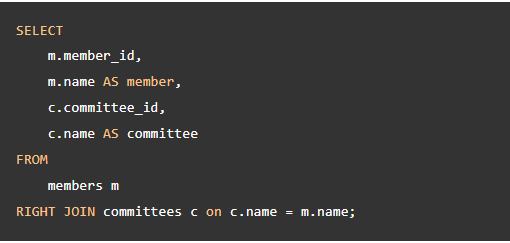 SELECT
    m.member_id,
    m.name AS member,
    c.committee_id,
    c.name AS committee
FROM
    members m
RIGHT JOIN committees c on c.name = m.name;